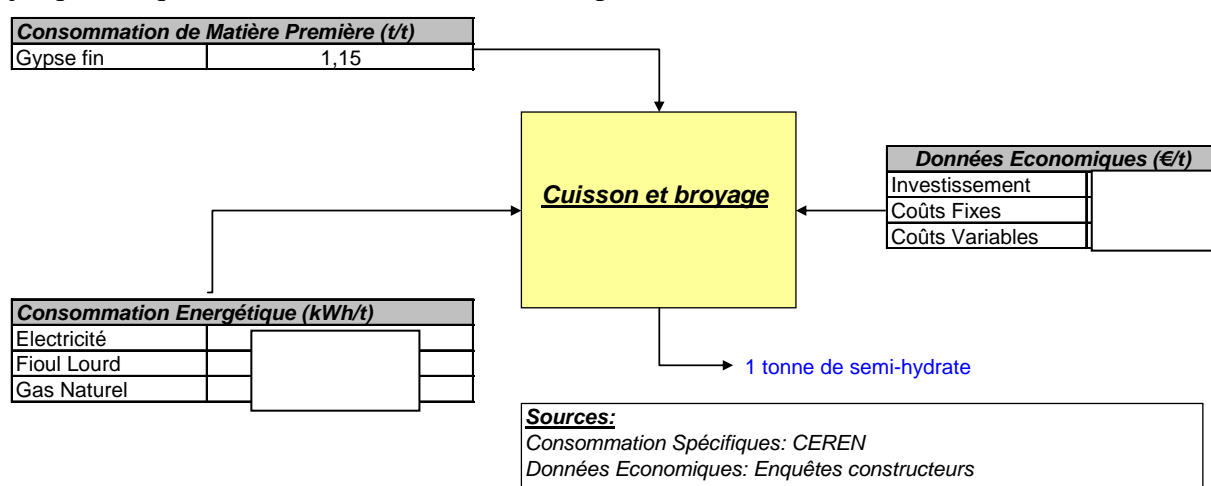 Consommation de Matière Première (t/t)
Gypse fin 1,15
Cuisson et broyage
Données Economiques (€/t)
Investissement
Coûts Fixes
Coûts Variables
Consommation Energétique (kWh/t)
Electricité
Fioul Lourd
Gas Naturel
1 tonne de semi-hydrate
Sources:
Consommation Spécifiques: CEREN
Données Economiques: Enquêtes constructeurs